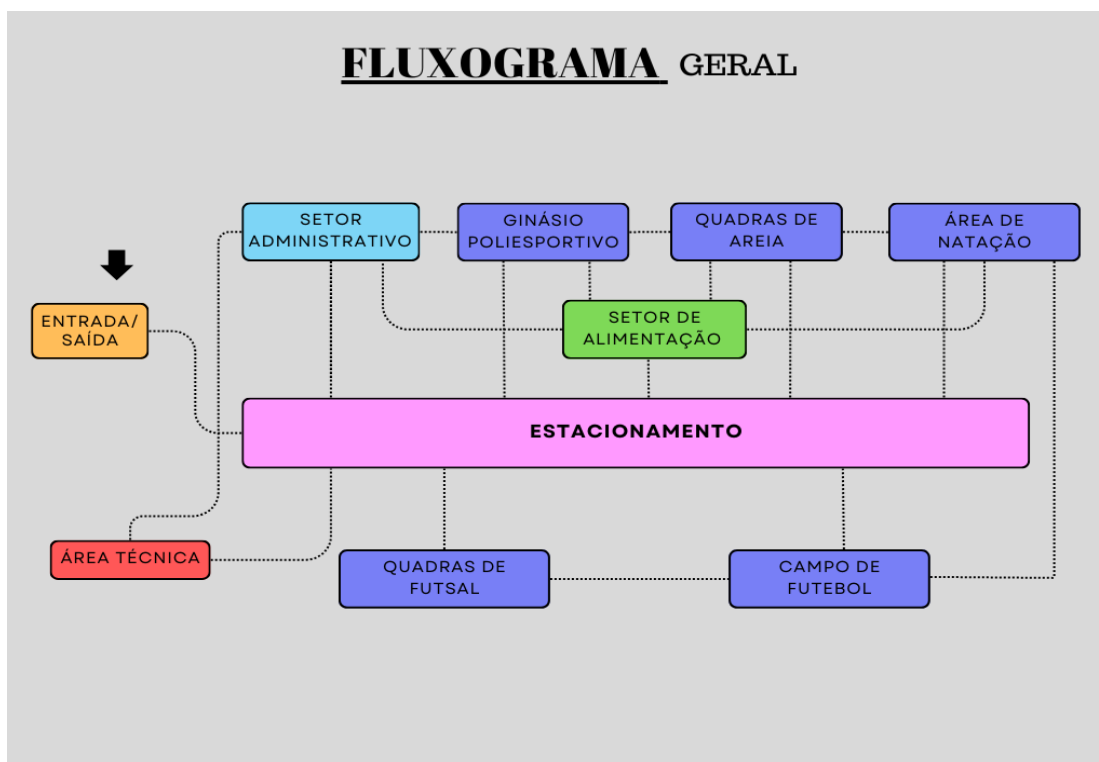 FLUXOGRAMA GERAL
SETOR
ADMINISTRATIVO
GINÁSIO
POLIESPORTIVO
QUADRAS DE
AREIA
ÁREA DE
NATAÇÃO
ENTRADA/
SAÍDA
SETOR DE
ALIMENTAÇÃO
ESTACIONAMENTO
ÁREA TÉCNICA
QUADRAS DE
FUTSAL
CAMPO DE
FUTEBOL